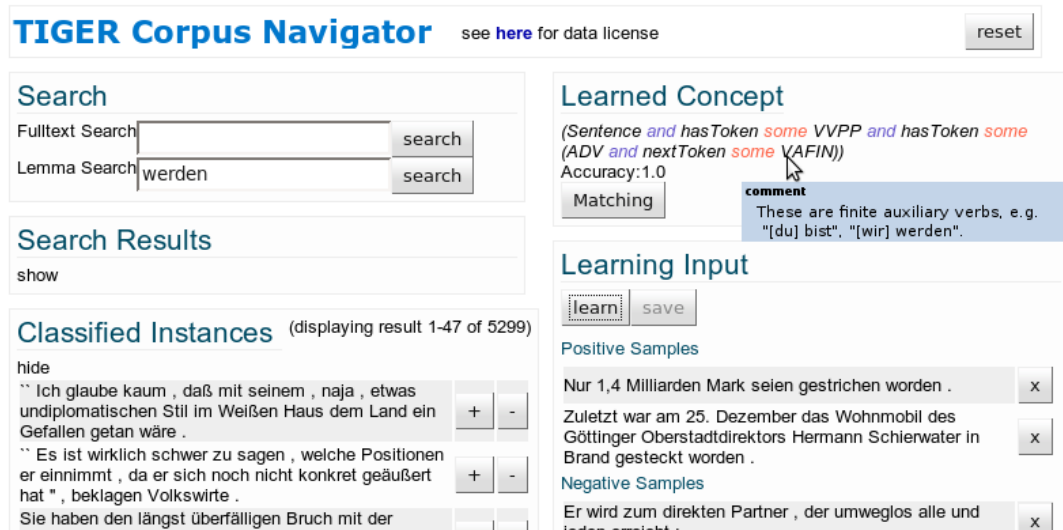 TIGER Corpus Navigator see here for data license reset
Search
Fulltext Search search
Lemma Search werden search
Search Results
show
Classified Instances (displaying result 1-47 of 5299)
hide
`` Ich glaube kaum , daß mit seinem , naja , etwas
undiplomatischen Stil im Weißen Haus dem Land ein + -
Gefallen getan wäre .
`` Es ist wirklich schwer zu sagen , welche Positionen
er einnimmt , da er sich noch nicht konkret geäußert + -
hat " , beklagen Volkswirte .
Sie haben den längst überfälligen Bruch mit der
Learned Concept
(Sentence and hasToken some VVPP and hasToken some
(ADV and nextToken some VAFIN))
Accuracy:1.0
Matching
comment
These are finite auxiliary verbs, e.g.
"[du] bist", "[wir] werden".
Learning Input
learn save
Positive Samples
Nur 1,4 Milliarden Mark seien gestrichen worden . x
Zuletzt war am 25. Dezember das Wohnmobil des
Göttinger Oberstadtdirektors Hermann Schierwater in x
Brand gesteckt worden .
Negative Samples
Er wird zum direkten Partner , der umweglos alle und x